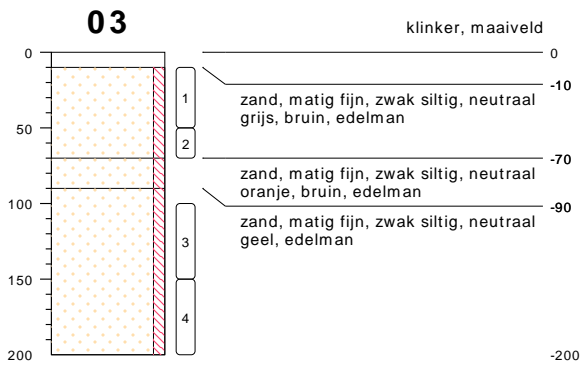 03
klinker, maaiveld
0
0
-10
1
zand, matig fijn, zwak siltig, neutraal
grijs, bruin, edelman
50
2
-70
zand, matig fijn, zwak siltig, neutraal
oranje, bruin, edelman
100
-90
zand, matig fijn, zwak siltig, neutraal
geel, edelman
3
150
4
200
-200